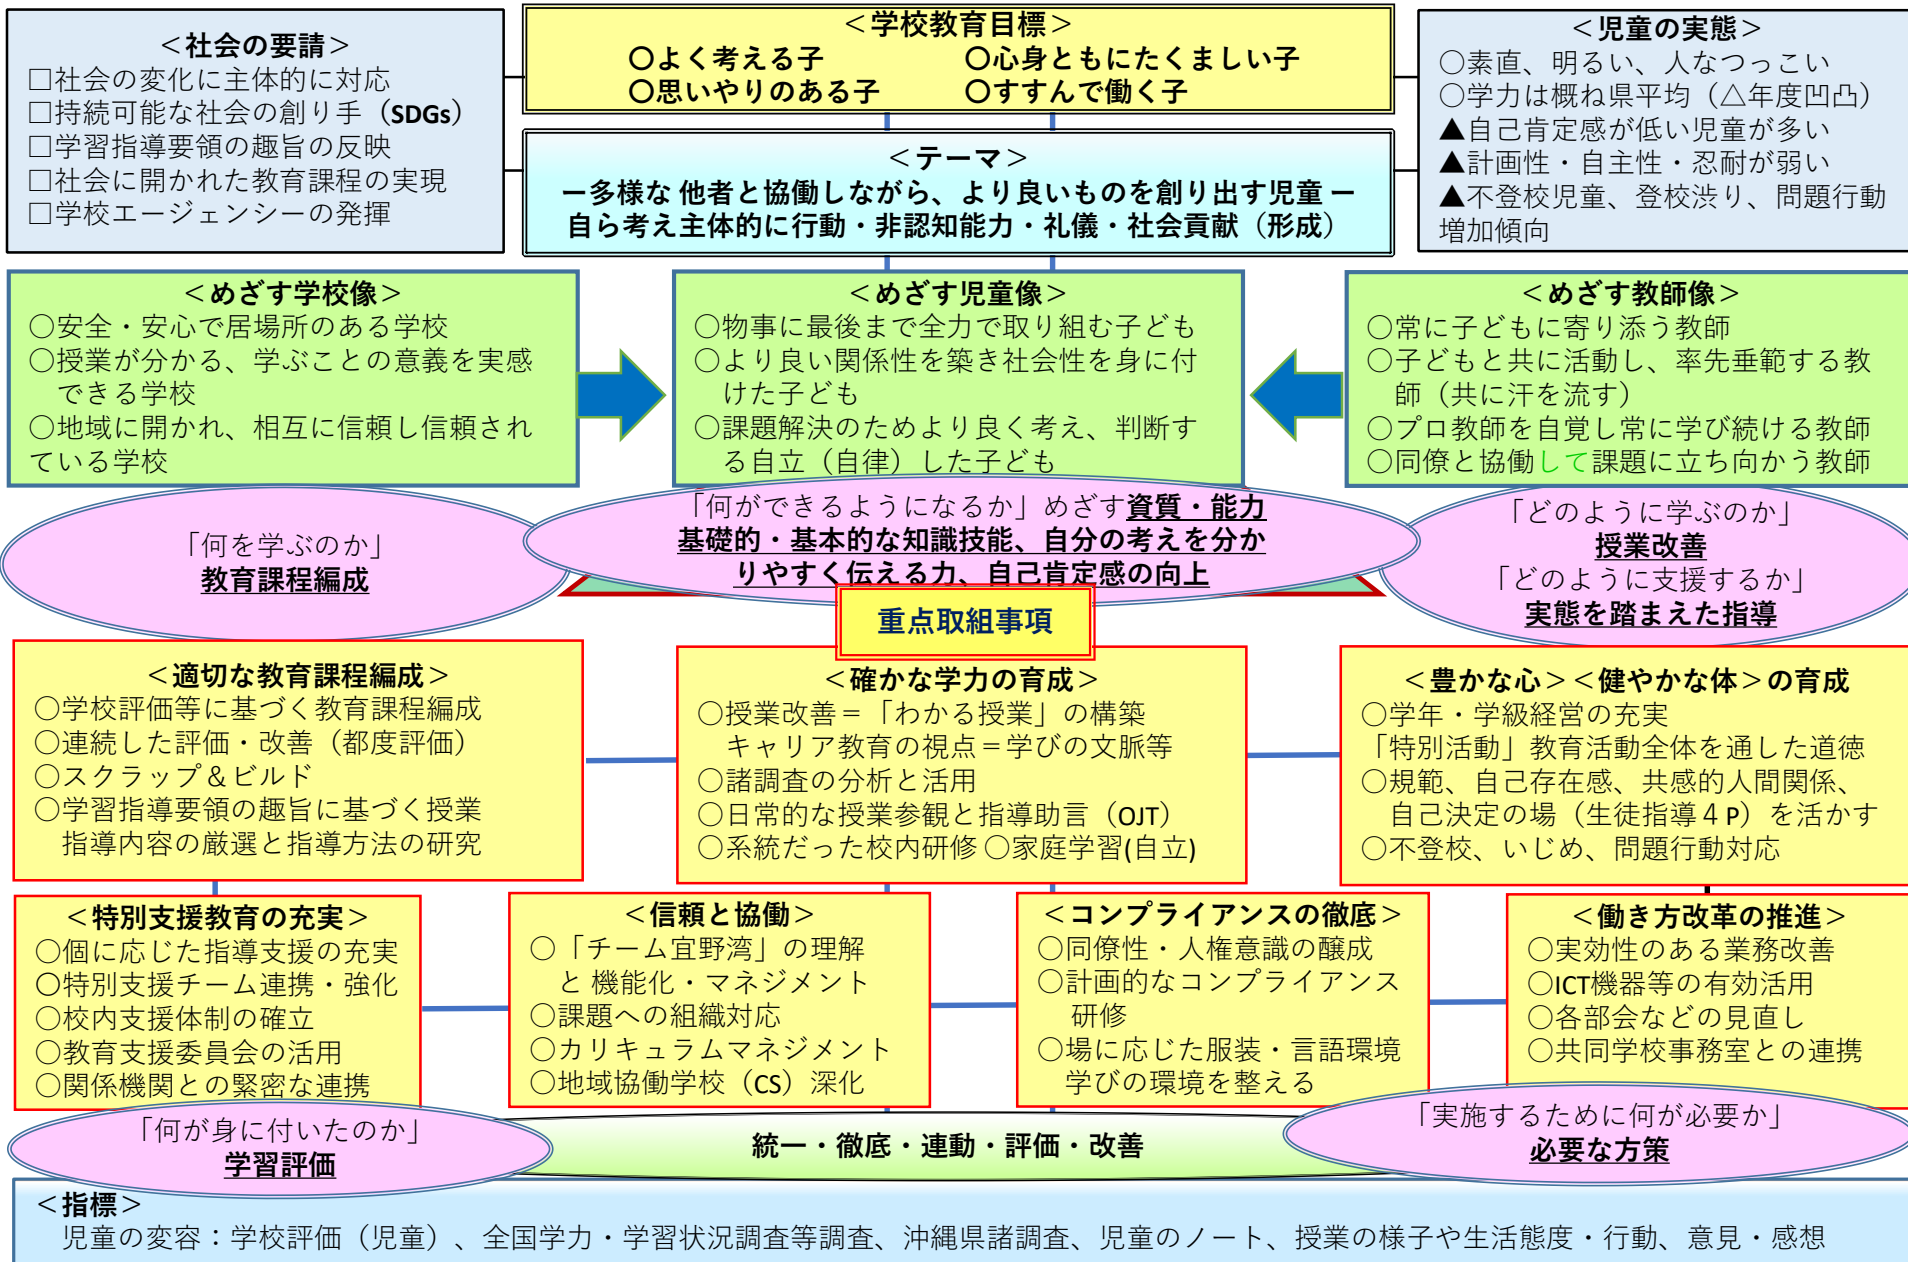 ＜社会の要請＞
□社会の変化に主体的に対応
□持続可能な社会の創り手（SDGs）
□学習指導要領の趣旨の反映
□社会に開かれた教育課程の実現
□学校エージェンシーの発揮
＜学校教育目標＞
〇よく考える子　〇心身ともにたくましい子
〇思いやりのある子　〇すすんで働く子
＜テーマ＞
ー多様な 他者と協働しながら、より良いものを創り出す児童 ー
自ら考え主体的に行動・非認知能力・礼儀・社会貢献（形成）
＜児童の実態＞
○素直、明るい、人なつっこい
○学力は概ね県平均（△年度凹凸）
▲自己肯定感が低い児童が多い
▲計画性・自主性・忍耐が弱い
▲不登校児童、登校渋り、問題行動
増加傾向
＜めざす学校像＞
○安全・安心で居場所のある学校
○授業が分かる、学ぶことの意義を実感
できる学校
○地域に開かれ、相互に信頼し信頼され
ている学校
＜めざす児童像＞
○物事に最後まで全力で取り組む子ども
○より良い関係性を築き社会性を身に付
けた子ども
○課題解決のためより良く考え、判断す
る自立（自律）した子ども
＜めざす教師像＞
○常に子どもに寄り添う教師
○子どもと共に活動し、率先垂範する教
師（共に汗を流す）
○プロ教師を自覚し常に学び続ける教師
○同僚と協働して課題に立ち向かう教師
「何を学ぶのか」
教育課程編成
「何ができるようになるか」めざす資質・能力
基礎的・基本的な知識技能、自分の考えを分か
りやすく伝える力、自己肯定感の向上
「どのように学ぶのか」
授業改善
「どのように支援するか」
実態を踏まえた指導
重点取組事項
＜適切な教育課程編成＞
○学校評価等に基づく教育課程編成
○連続した評価・改善（都度評価）
○スクラップ＆ビルド
○学習指導要領の趣旨に基づく授業
指導内容の厳選と指導方法の研究
＜確かな学力の育成＞
○授業改善＝「わかる授業」の構築
キャリア教育の視点＝学びの文脈等
○諸調査の分析と活用
○日常的な授業参観と指導助言（OJT）
○系統だった校内研修 ○家庭学習(自立)
＜豊かな心＞＜健やかな体＞の育成
○学年・学級経営の充実
「特別活動」教育活動全体を通した道徳
○規範、自己存在感、共感的人間関係、
自己決定の場（生徒指導４P）を活かす
○不登校、いじめ、問題行動対応
＜特別支援教育の充実＞
○個に応じた指導支援の充実
〇特別支援チーム連携・強化
○校内支援体制の確立
○教育支援委員会の活用
○関係機関との緊密な連携
＜信頼と協働＞
○「チーム宜野湾」の理解
と 機能化・マネジメント
○課題への組織対応
○カリキュラムマネジメント
○地域協働学校（CS）深化
＜コンプライアンスの徹底＞
○同僚性・人権意識の醸成
○計画的なコンプライアンス
研修
○場に応じた服装・言語環境
学びの環境を整える
＜働き方改革の推進＞
○実効性のある業務改善
○ICT機器等の有効活用
○各部会などの見直し
○共同学校事務室との連携
「何が身に付いたのか」
学習評価
統一・徹底・連動・評価・改善
「実施するために何が必要か」
必要な方策
＜指標＞
児童の変容：学校評価（児童）、全国学力・学習状況調査等調査、沖縄県諸調査、児童のノート、授業の様子や生活態度・行動、意見・感想